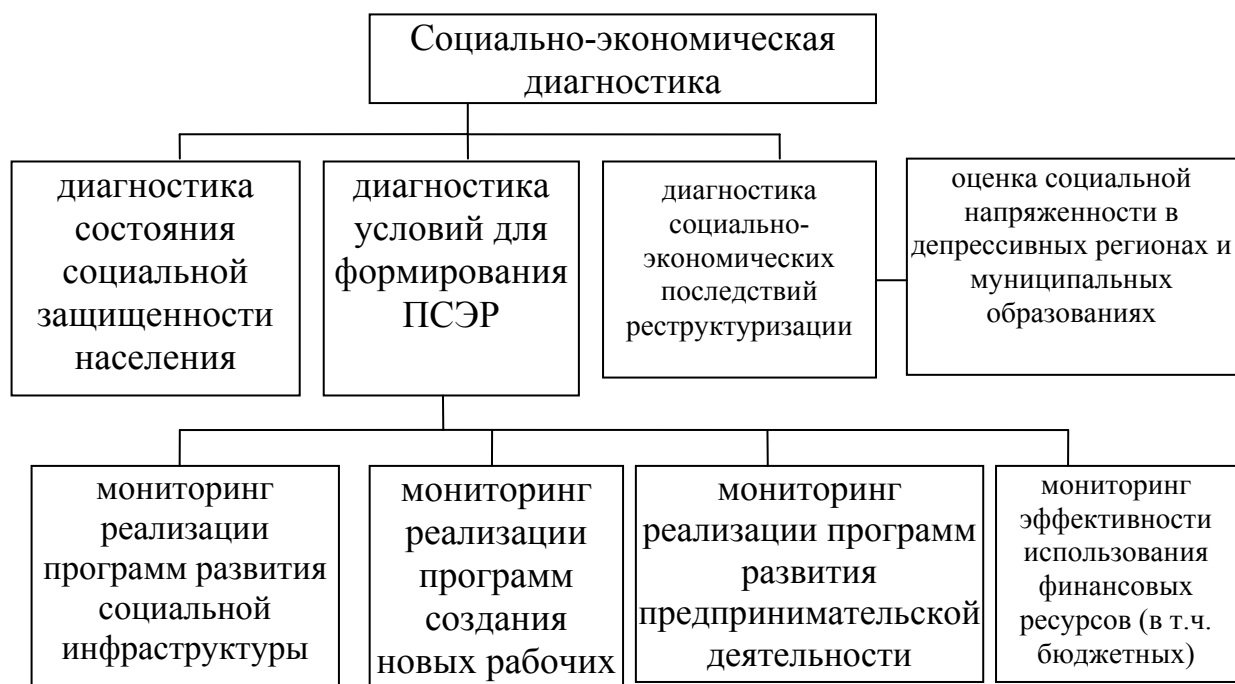 Социально-экономическая
диагностика
диагностика
состояния
социальной
защищенности
населения
диагностика
условий для
формирования
ПСЭР
диагностика
социально-
экономических
последствий
реструктуризации
оценка социальной
напряженности в
депрессивных регионах и
муниципальных
образованиях
мониторинг
реализации
программ развития
социальной
инфраструктуры
мониторинг
реализации
программ
создания
новых рабочих
мониторинг
реализации программ
развития
предпринимательской
деятельности
мониторинг
эффективности
использования
финансовых
ресурсов (в т.ч.
бюджетных)